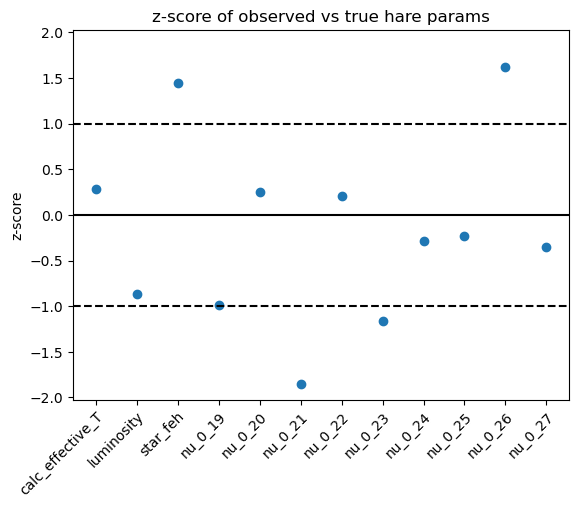 z-score of observed vs true hare params
z-score
2.0
1.5
1.0
0.5
0.0
−0.5
−1.0
−1.5
−2.0
calc_effective_T
luminosity
star_feh
nu_0_19
nu_0_20
nu_0_21
nu_0_22
nu_0_23
nu_0_24
nu_0_25
nu_0_26
nu_0_27